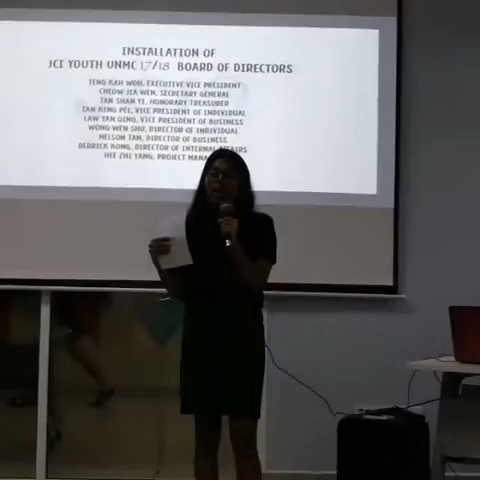 INSTALLATION OF
JCI YOUTH UNMC 17/18 BOARD OF DIRECTORS
TENG KAH WOH, EXECUTIVE VICE PRESIDENT
CHEOW JIA WEN, SECRETARY GENERAL
TAN SHAN YI, HONORARY TREASURER
TAN KING PEI, VICE PRESIDENT OF INDIVIDUAL
LAW YAN QING, VICE PRESIDENT OF BUSINESS
WONG WEN SHU, DIRECTOR OF INDIVIDUAL
NELSON TAN, DIRECTOR OF BUSINESS
DERRICK KONG, DIRECTOR OF INTERNAL AFFAIRS
HEE ZHI YANG, PROJECT